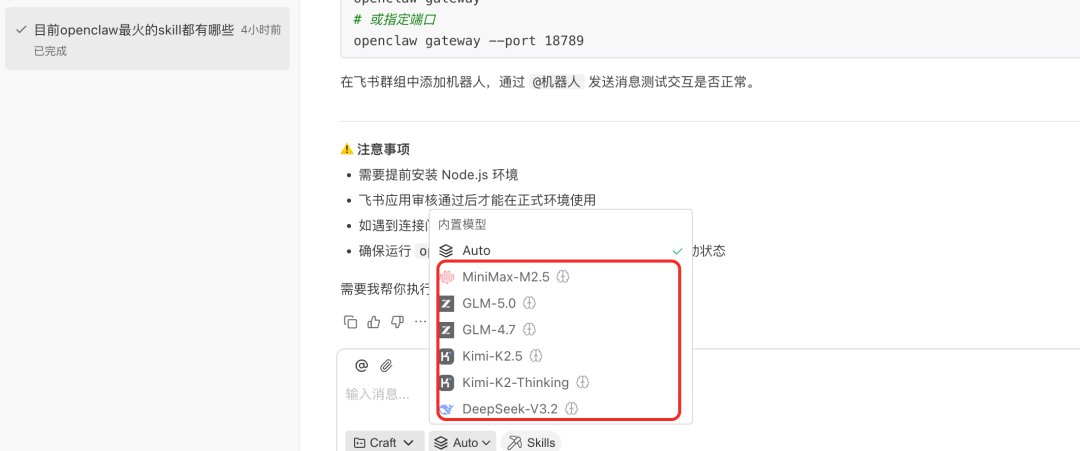 openclaw gateway
目前openclaw最火的skill都有哪些 4小时前
已完成
# 或指定端口
openclaw gateway --port 18789
在飞书群组中添加机器人，通过 @机器人 发送消息测试交互是否正常。
注意事项
需要提前安装 Node.js 环境
飞书应用审核通过后才能在正式环境使用
如遇到连接
确保运行
动状态
内置模型
Auto
MiniMax-M2.5
GLM-5.0
GLM-4.7
Kimi-K2.5
Kimi-K2-Thinking
DeepSeek-V3.2
需要我帮你执行
输入消息...
Craft
Auto
Skills